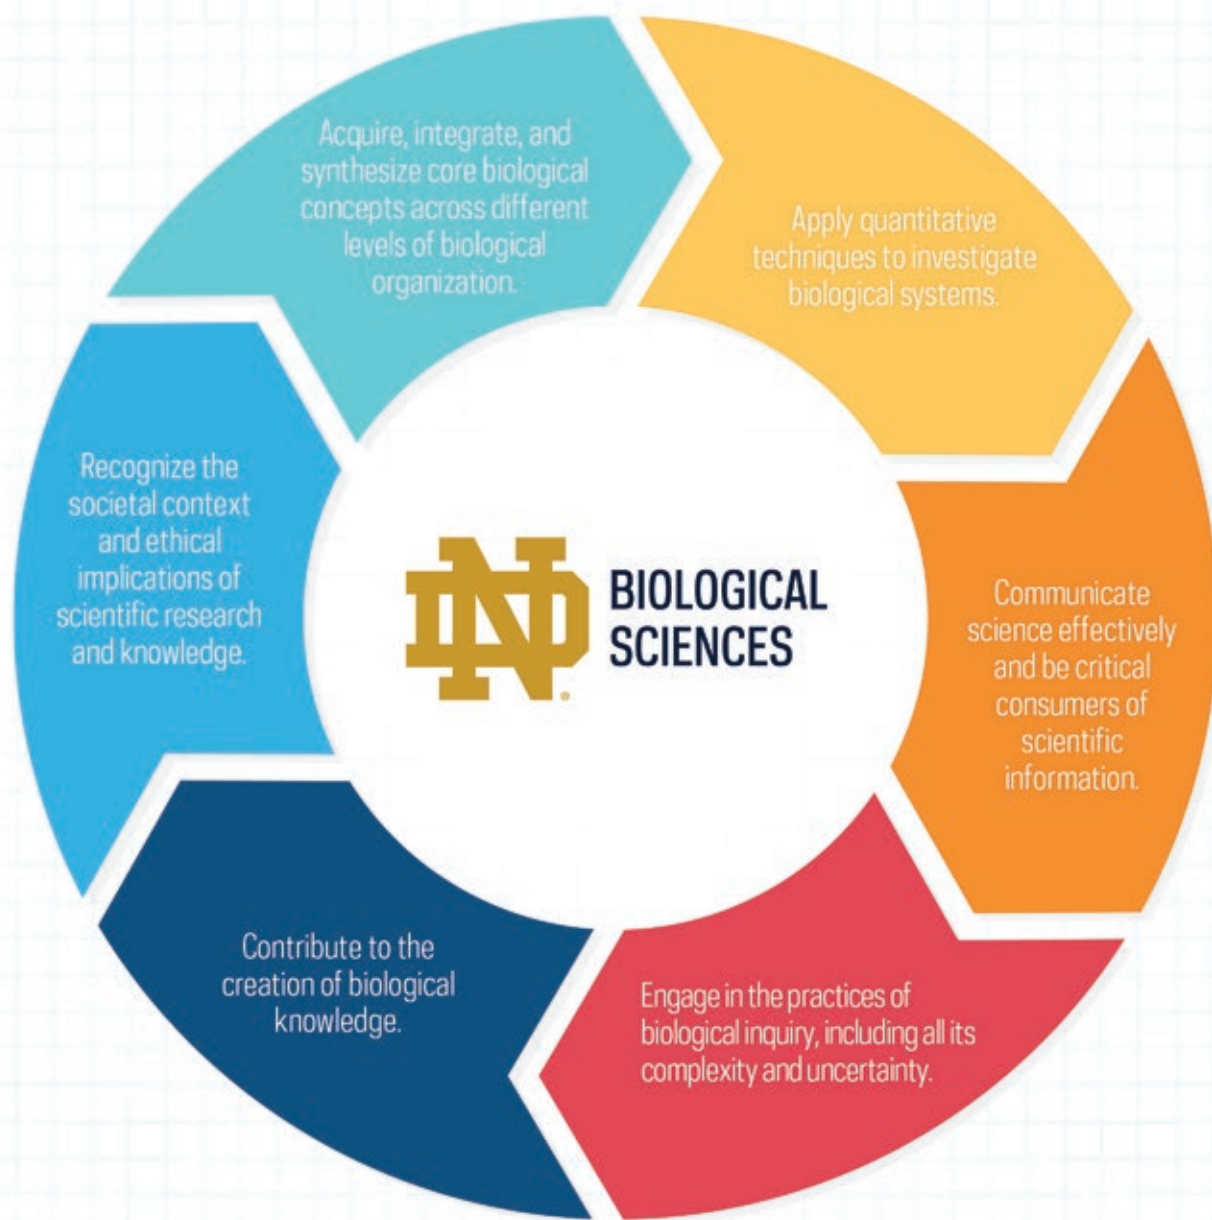 Acquire, integrate, and
synthesize core biological
concepts across different
levels of biological
organization.
Apply quantitative
techniques to investigate
biological systems.
Communicate
science effectively
and be critical
consumers of
scientific
information.
Engage in the practices of
biological inquiry, including all its
complexity and uncertainty.
Contribute to the
creation of biological
knowledge.
Recognize the
societal context
and ethical
implications of
scientific research
and knowledge.
ND
BIOLOGICAL
SCIENCES